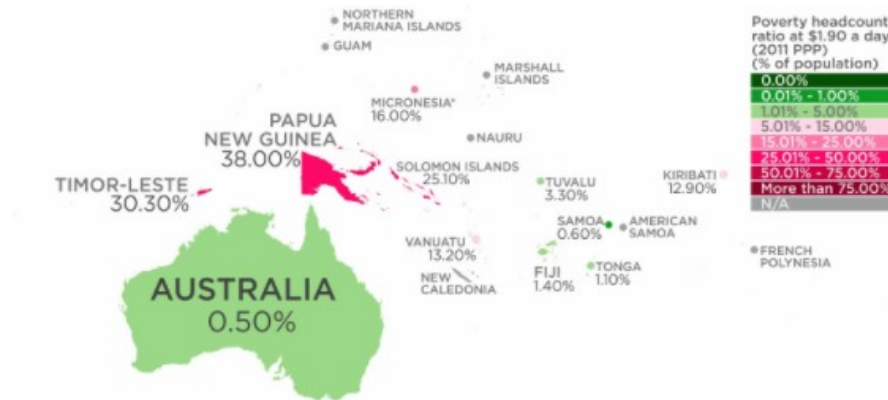 NORTHERN
MARIANA ISLANDS
GUAM
MARSHALL
ISLANDS
MICRONESIA*
16.00%
PAPUA
NEW GUINEA
38.00%
NAURU
SOLOMON ISLANDS
25.10%
TIMOR-LESTE
30.30%
TUVALU
3.30%
KIRIBATI
12.90%
SAMOA
0.60%
AMERICAN
SAMOA
VANUATU
13.20%
NEW
CALEDONIA
FIJI
1.40%
TONGA
1.10%
FRENCH
POLYNESIA
AUSTRALIA
0.50%
Poverty headcount
ratio at $1.90 a day
(2011 PPP)
(% of population)
0.00%
0.01% - 1.00%
1.01% - 5.00%
5.01% - 15.00%
15.01% - 25.00%
25.01% - 50.00%
50.01% - 75.00%
More than 75.00%
N/A